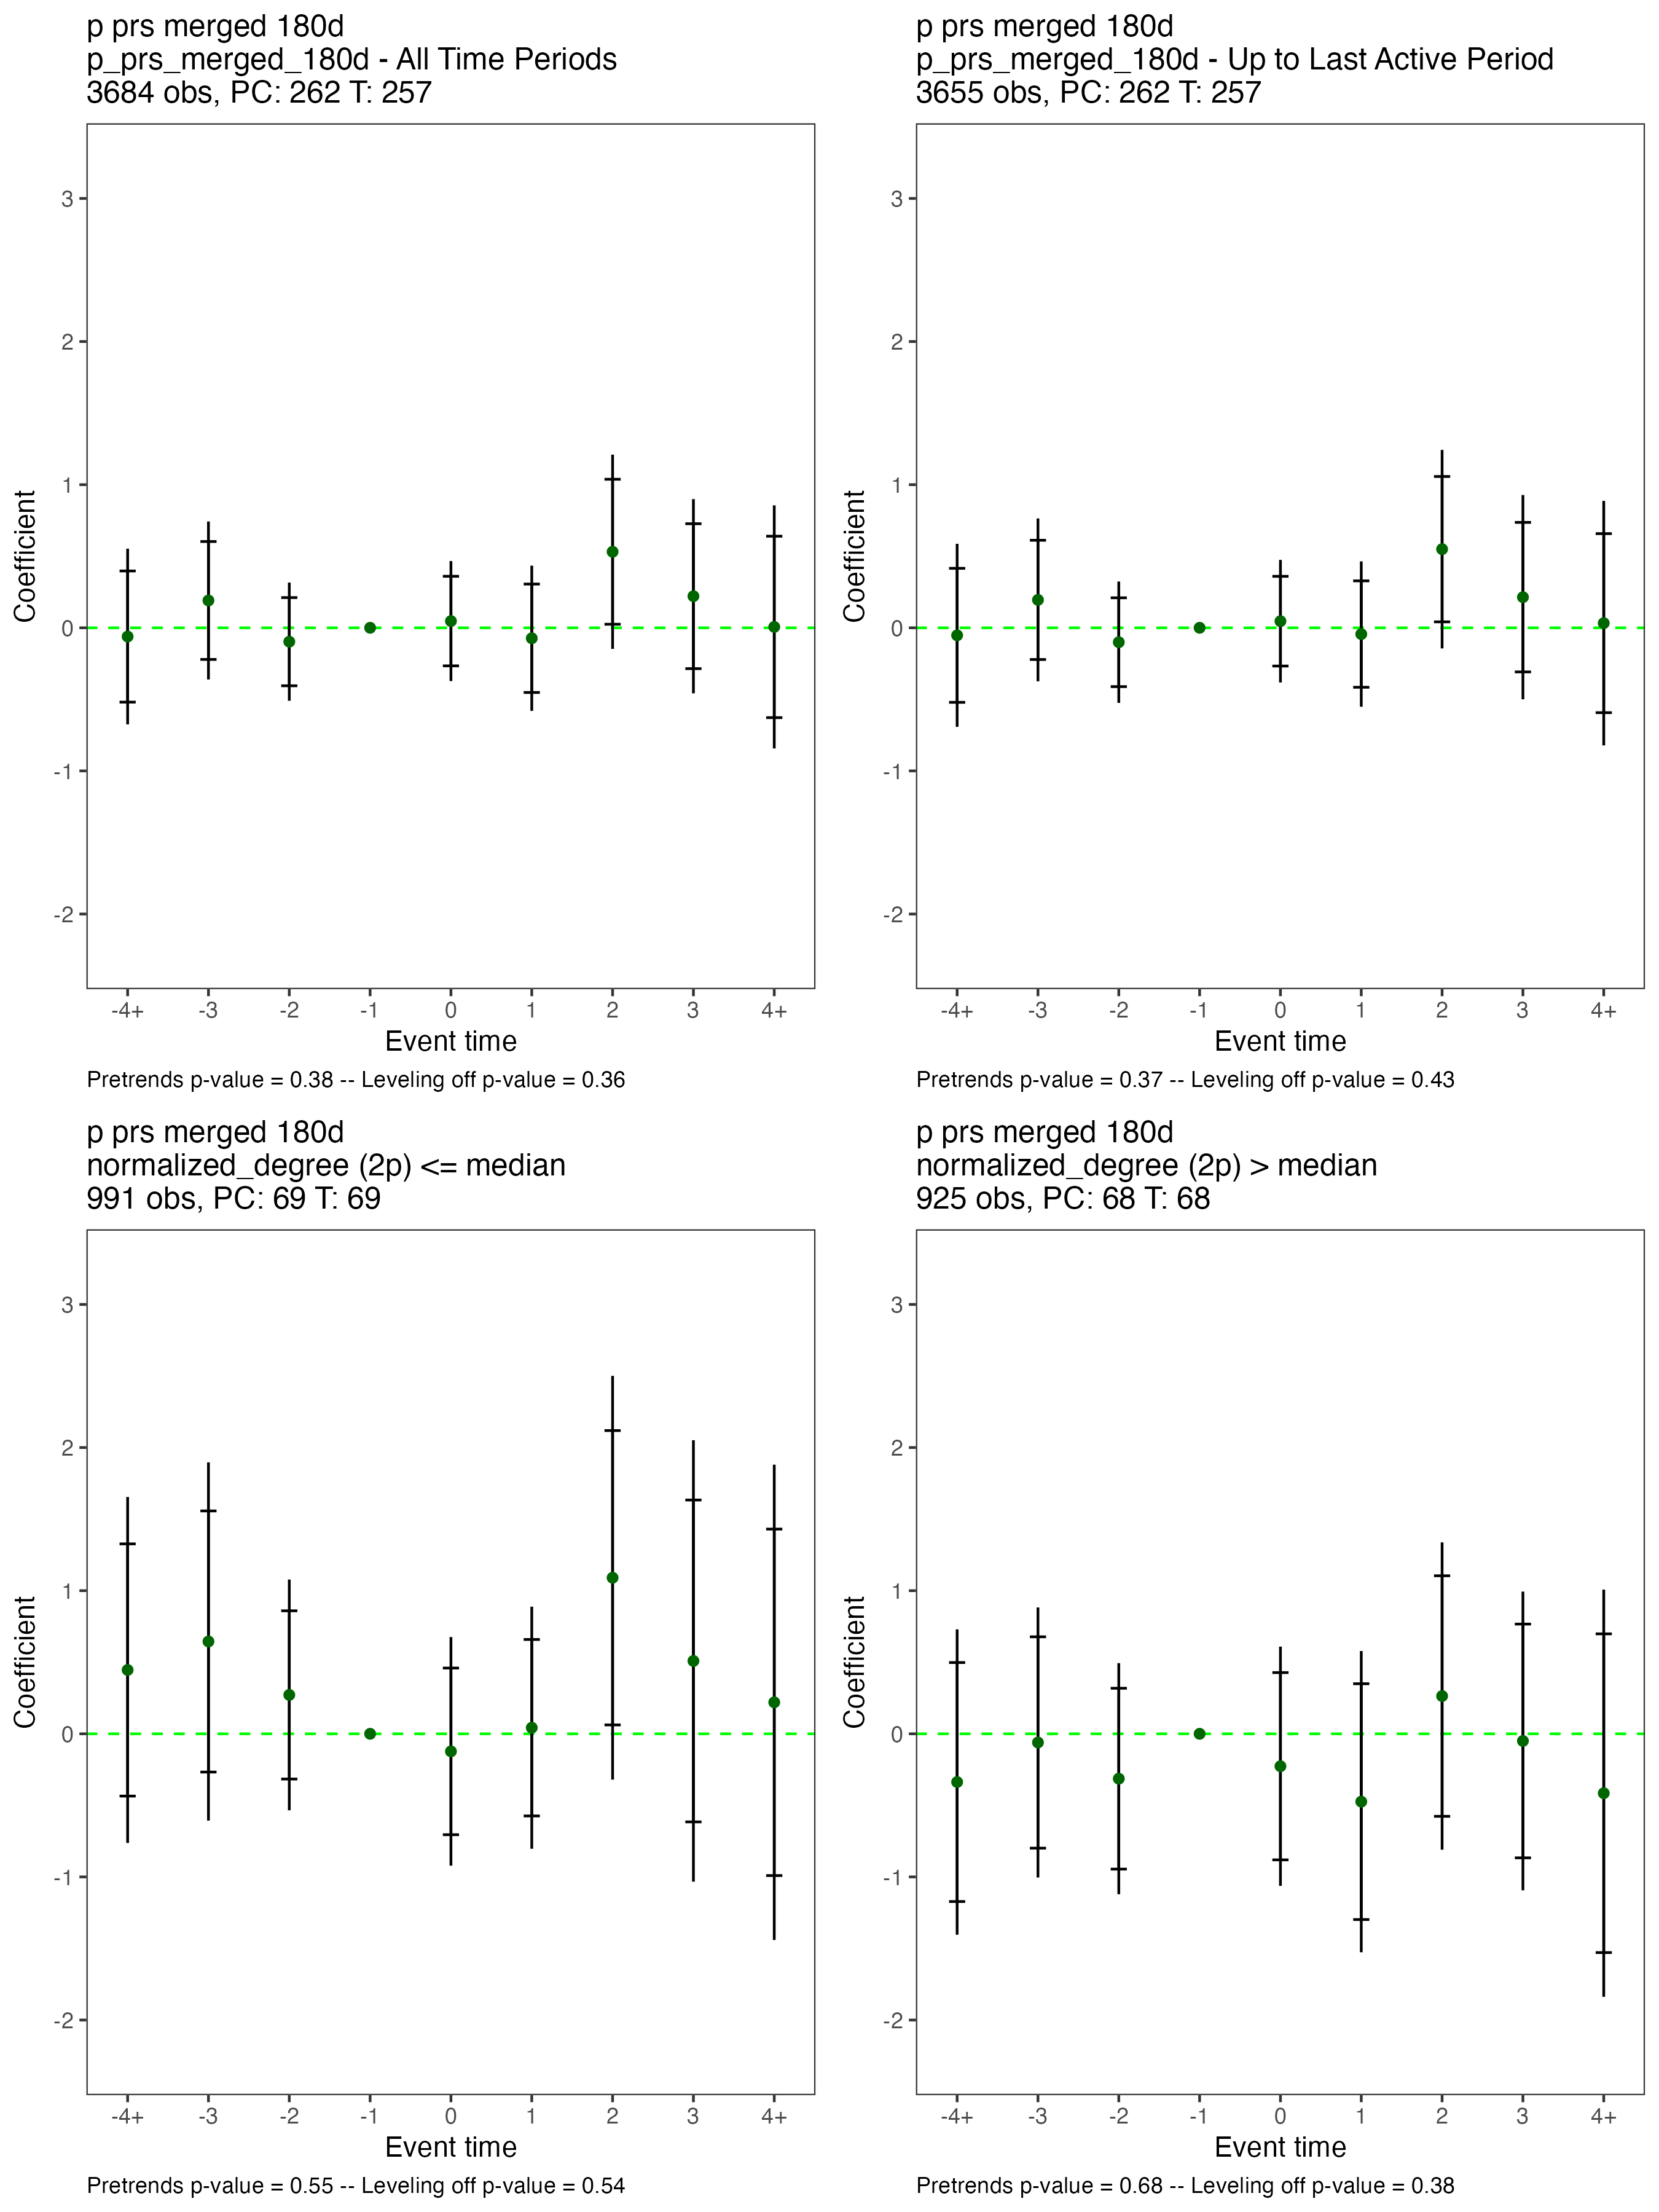 p prs merged 180d
p_prs_merged_180d - All Time Periods
3684 obs, PC: 262 T: 257
3
2
1
0
-1
-2
Coefficient
-4+ -3 -2 -1 0 1 2 3 4+
Event time
Pretrends p-value = 0.38 -- Leveling off p-value = 0.36
p prs merged 180d
p_prs_merged_180d - Up to Last Active Period
3655 obs, PC: 262 T: 257
3
2
1
0
-1
-2
Coefficient
-4+ -3 -2 -1 0 1 2 3 4+
Event time
Pretrends p-value = 0.37 -- Leveling off p-value = 0.43
p prs merged 180d
normalized_degree (2p) <= median
991 obs, PC: 69 T: 69
3
2
1
0
-1
-2
Coefficient
-4+ -3 -2 -1 0 1 2 3 4+
Event time
Pretrends p-value = 0.55 -- Leveling off p-value = 0.54
p prs merged 180d
normalized_degree (2p) > median
925 obs, PC: 68 T: 68
3
2
1
0
-1
-2
Coefficient
-4+ -3 -2 -1 0 1 2 3 4+
Event time
Pretrends p-value = 0.68 -- Leveling off p-value = 0.38